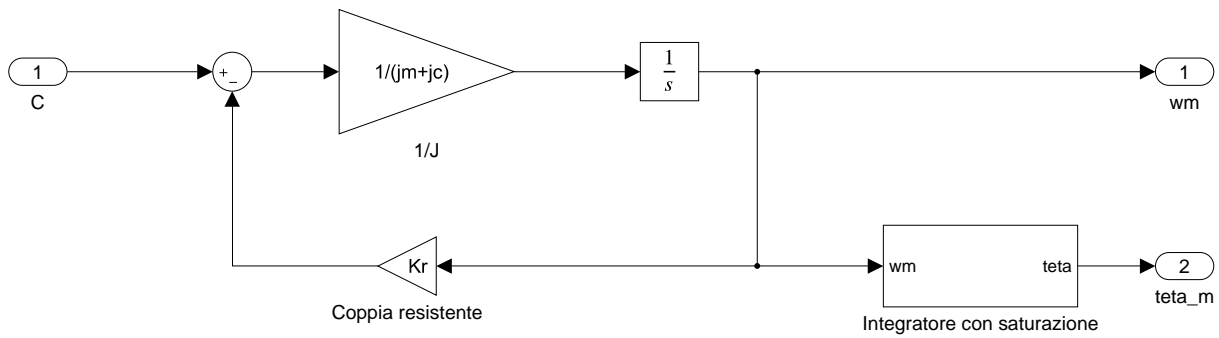 1
C
+
−
1/(jm+jc)
1/J
1
s
1
wm
Kr
Coppia resistente
wm
teta
Integratore con saturazione
2
teta_m